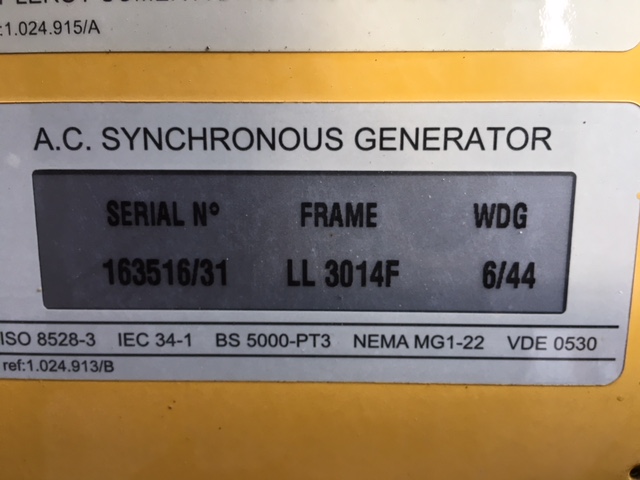 :1.024.915/A
A.C. SYNCHRONOUS GENERATOR
SERIAL Nº FRAME WDG
163516/31 LL 3014F 6/44
ISO 8528-3 IEC 34-1 BS 5000-PT3 NEMA MG1-22 VDE 0530
ref:1.024.913/B